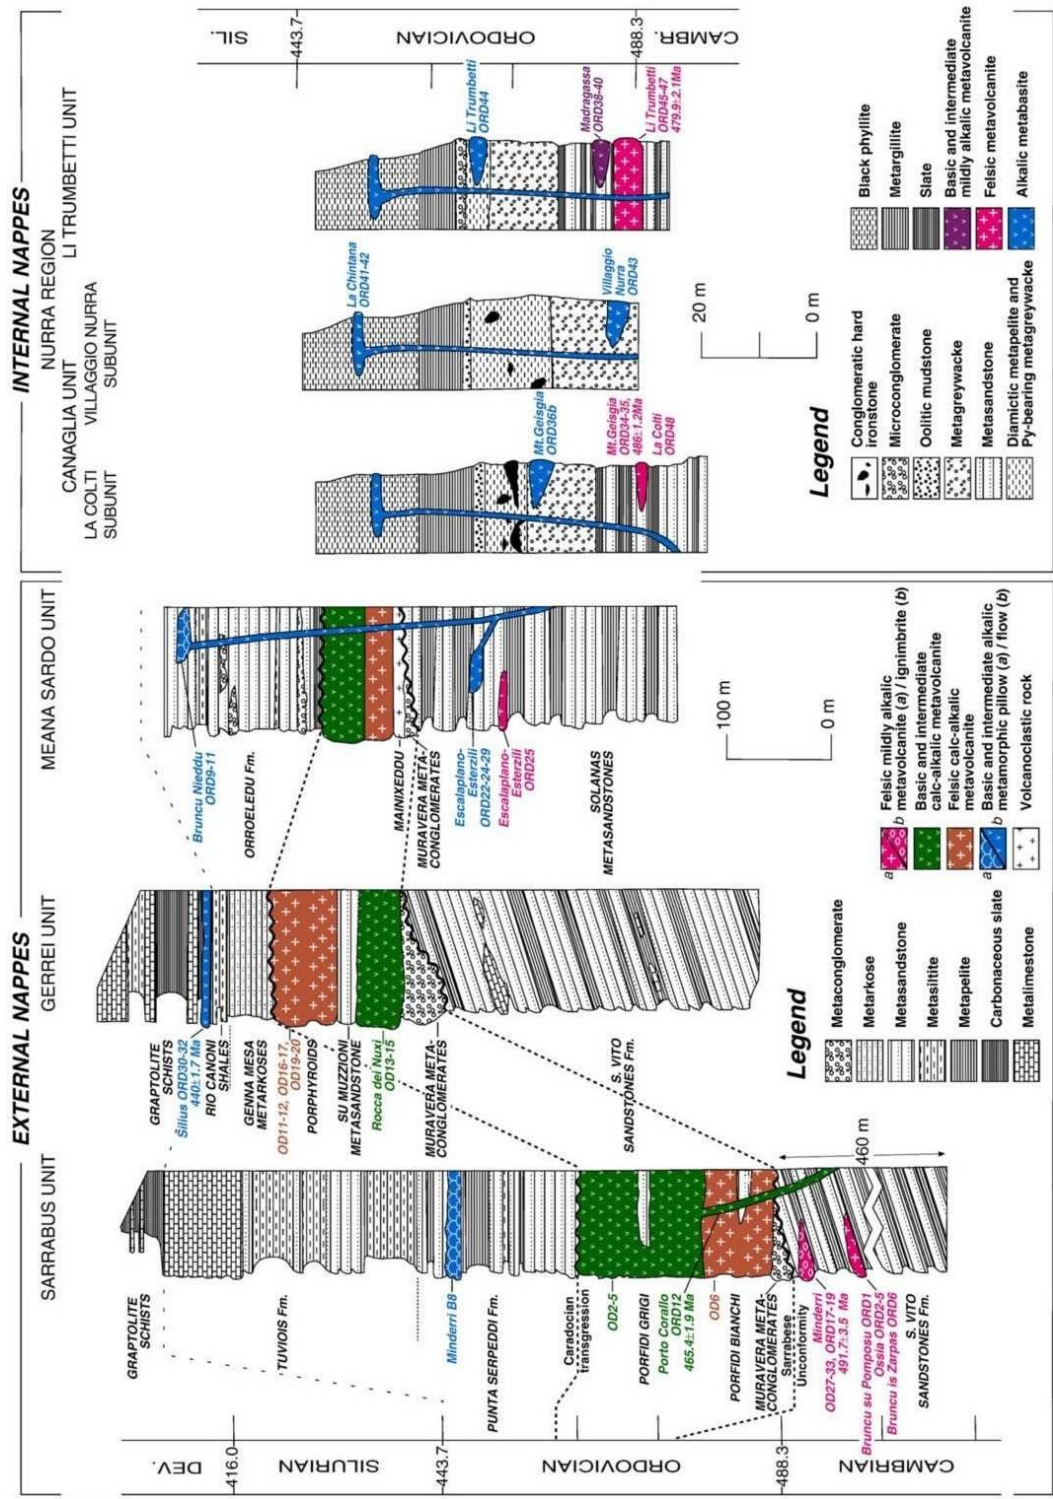 EXTERNAL NAPPES
SARRABUS UNIT
GERREI UNIT
MEANA SARDO UNIT
DEV.
416.0
SILURIAN
443.7
ORDOVICIAN
488.3
CAMBRIAN
GRAPTOLITE
SCHISTS
TUVIOIS Fm.
Minderri B8
PUNTA SERPEDDI Fm.
Caradocian
transgression
OD2-5
PORFIDI GRIGI
Porto Corallo
ORD12
465.4±1.9 Ma
OD6
PORFIDI BIANCHI
MURAVERA META-
CONGLOMERATES
Sarrabese
Unconformity
Minderri
OD27-33, ORD17-19
491.7±3.5 Ma
Bruncu su Pomposu ORD1
Ossia ORD2-5
Bruncu is Zarpas ORD6
S. VITO
SANDSTONES Fm.
460 m
GRAPTOLITE
SCHISTS
Silius ORD30-32
440±1.7 Ma
RIO CANONI
SHALES
GENNA MESA
METARKOSES
OD11-12, OD16-17,
OD19-20
PORPHYROIDS
SU MUZZIONI
METASANDSTONE
Rocca dei Nuxi
OD13-15
MURAVERA META-
CONGLOMERATES
S. VITO
SANDSTONES Fm.
Bruncu Nieddu
ORD9-11
ORROELEDU Fm.
MAINIXEDDU
MURAVERA META-
CONGLOMERATES
Escalaplano-
Esterzili
ORD22-24-29
Escalaplano-
Esterzili
ORD25
SOLANAS
METASANDSTONES
100 m
0 m
Legend
Metaconglomerate
Metarkose
Metasandstone
Metasiltite
Metapelite
Carbonaceous slate
Metalimestone
a b
Felsic mildly alkalic
metavolcanite (a) / ignimbrite (b)
Basic and intermediate
calc-alkalic metavolcanite
Felsic calc-alkalic
metavolcanite
a b
Basic and intermediate alkalic
metamorphic pillow (a) / flow (b)
Volcanoclastic rock
INTERNAL NAPPES
NURRA REGION
CANAGLIA UNIT
LI TRUMBETTI UNIT
LA COLTI
SUBUNIT
VILLAGGIO NURRA
SUBUNIT
Mt.Geisgia
ORD36b
Mt.Geisgia
ORD34-35,
486±1.2Ma
La Colti
ORD48
La Chintana
ORD41-42
Villaggio
Nurra
ORD43
Li Trumbetti
ORD44
Madragassa
ORD38-40
Li Trumbetti
ORD45-47
479.9±2.1Ma
SIL.
443.7
ORDOVICIAN
488.3
CAMBR.
20 m
0 m
Legend
Conglomeratic hard
ironstone
Microconglomerate
Oolitic mudstone
Metagreywacke
Metasandstone
Diamictic metapelite and
Py-bearing metagreywacke
Black phyllite
Metargillite
Slate
Basic and intermediate
mildly alkalic metavolcanite
Felsic metavolcanite
Alkalic metabasite